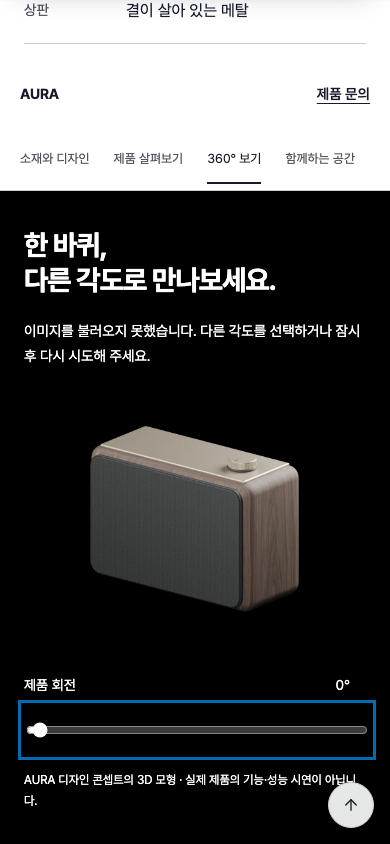 상판 결이 살아 있는 메탈
AURA 제품 문의
소재와 디자인 제품 살펴보기 360° 보기 함께하는 공간
한 바퀴,
다른 각도로 만나보세요.
이미지를 불러오지 못했습니다. 다른 각도를 선택하거나 잠시
후 다시 시도해 주세요.
제품 회전 0°
AURA 디자인 콘셉트의 3D 모형 · 실제 제품의 기능·성능 시연이 아닙니
다.